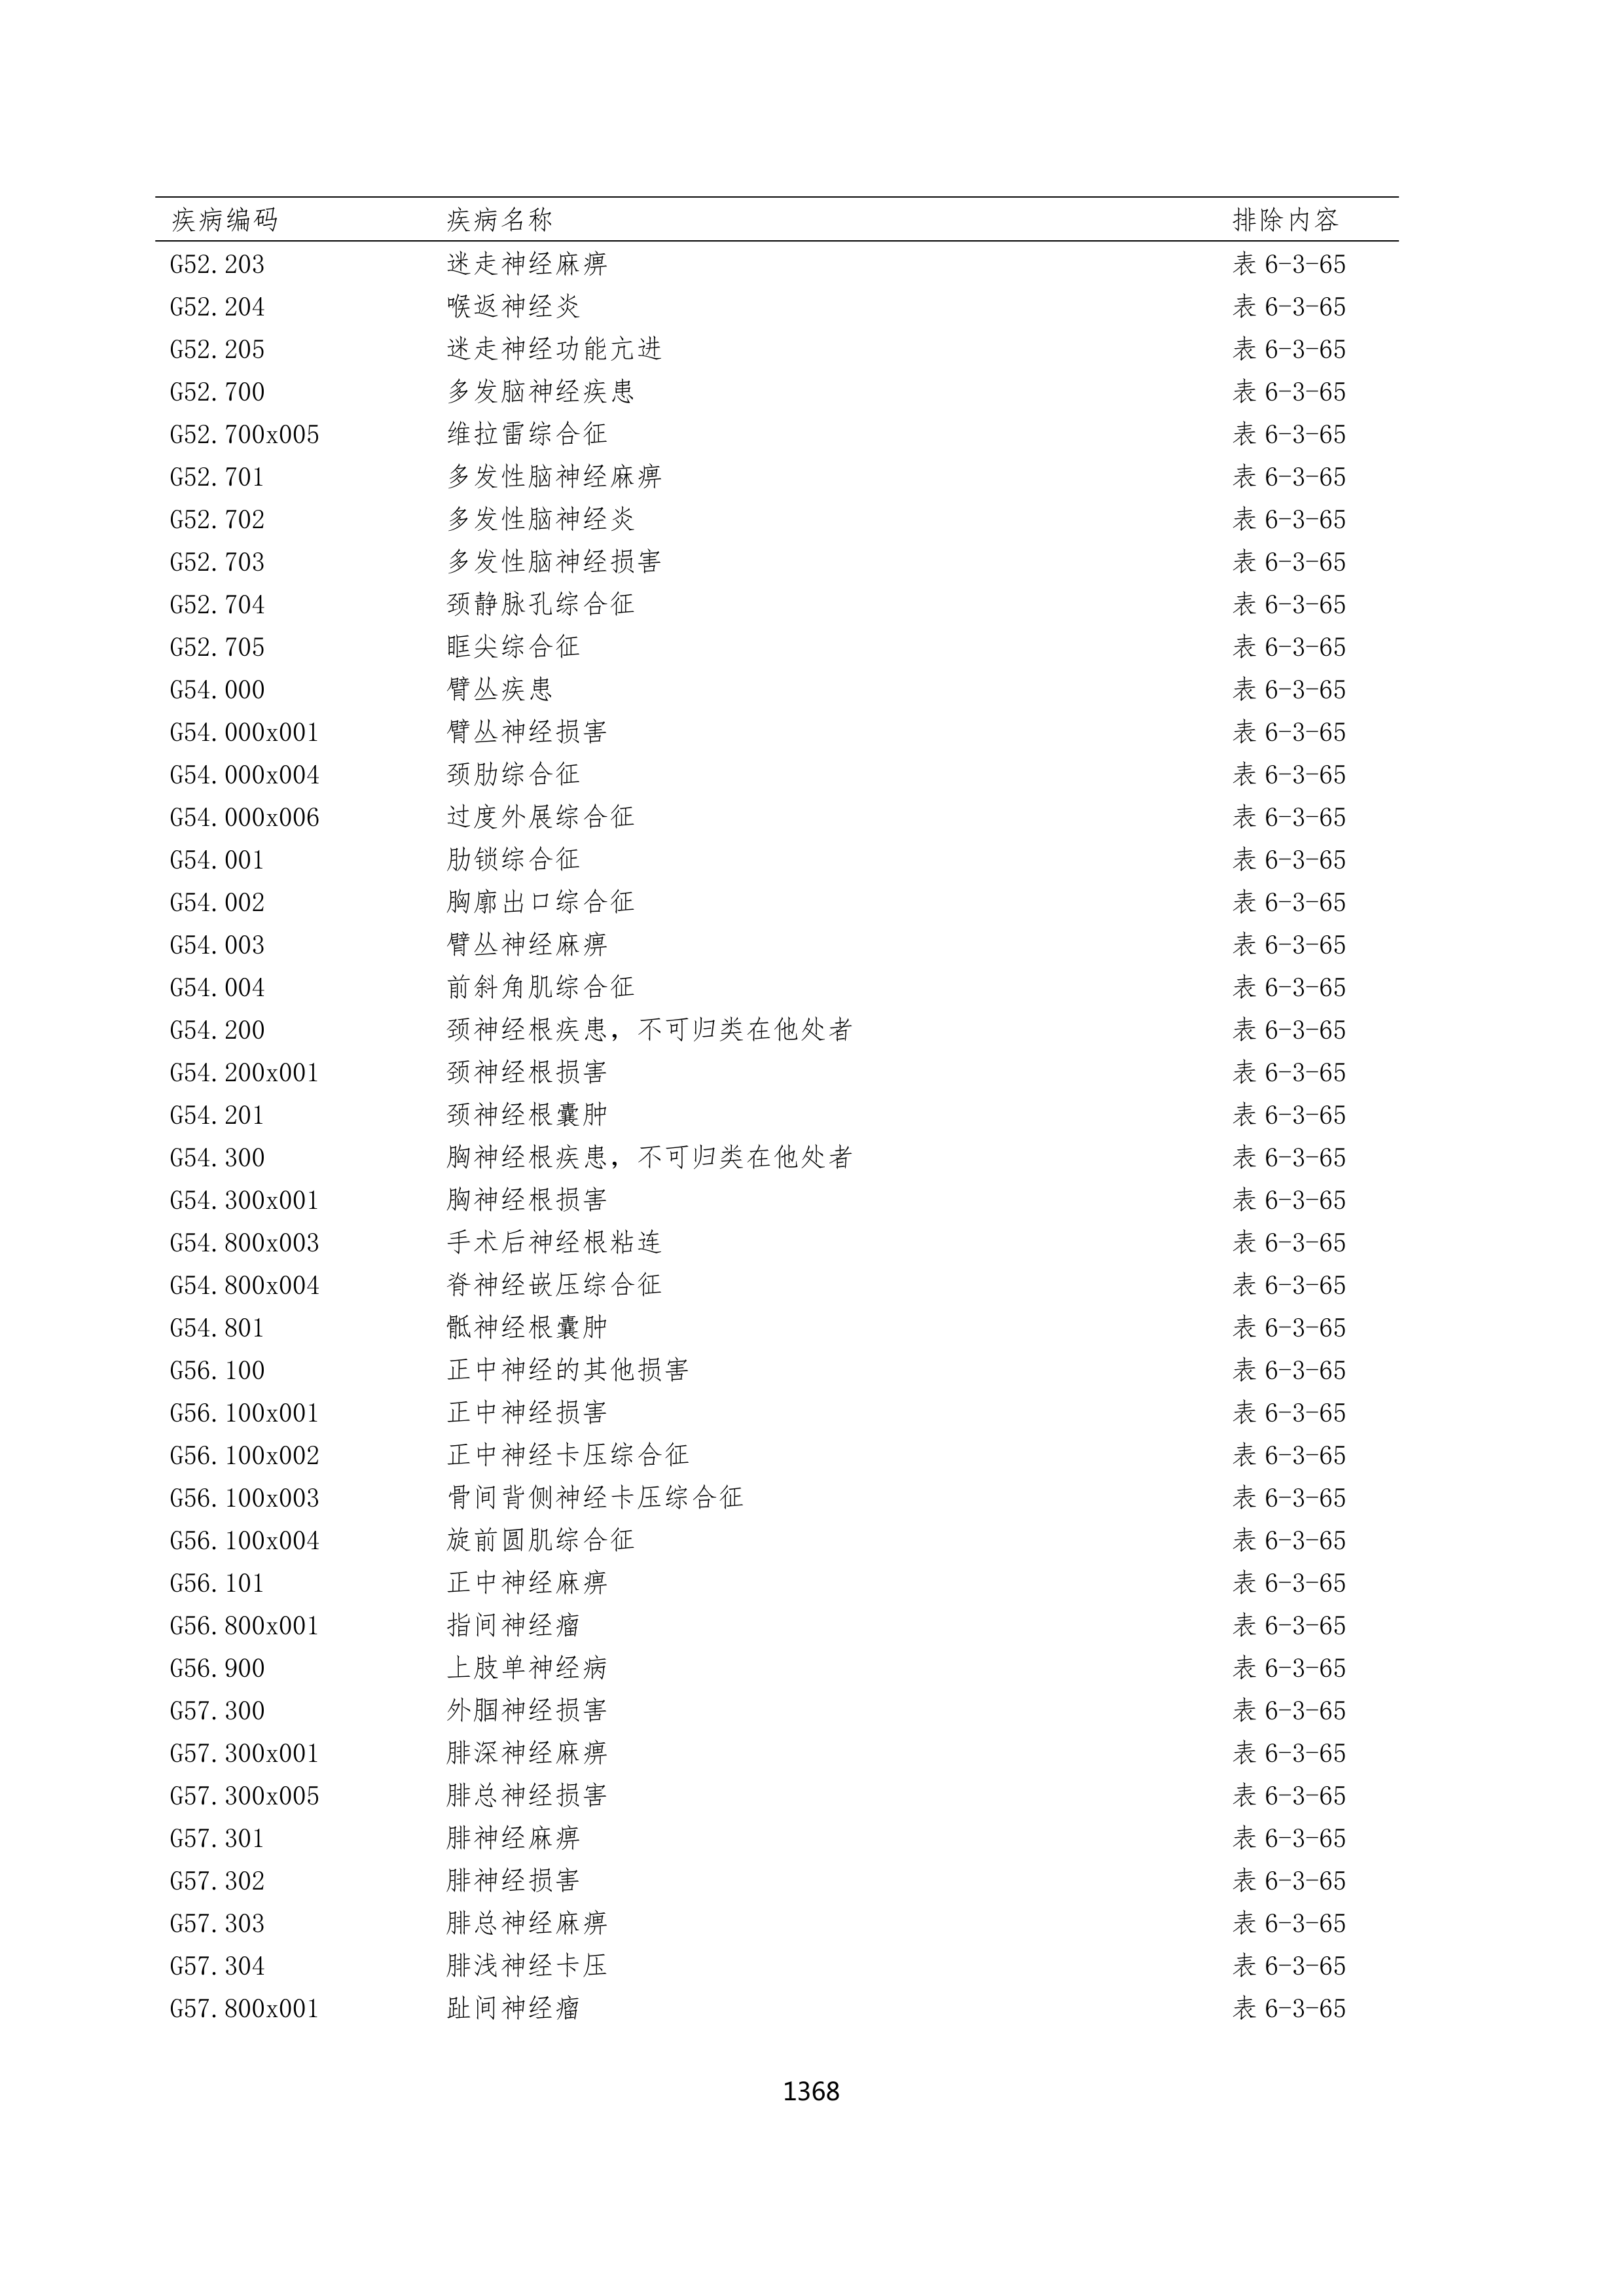 疾病编码 疾病名称 排除内容
G52.203 迷走神经麻痹 表 6-3-65
G52.204 喉返神经炎 表 6-3-65
G52.205 迷走神经功能亢进 表 6-3-65
G52.700 多发脑神经疾患 表 6-3-65
G52.700x005 维拉雷综合征 表 6-3-65
G52.701 多发性脑神经麻痹 表 6-3-65
G52.702 多发性脑神经炎 表 6-3-65
G52.703 多发性脑神经损害 表 6-3-65
G52.704 颈静脉孔综合征 表 6-3-65
G52.705 眶尖综合征 表 6-3-65
G54.000 臂丛疾患 表 6-3-65
G54.000x001 臂丛神经损害 表 6-3-65
G54.000x004 颈肋综合征 表 6-3-65
G54.000x006 过度外展综合征 表 6-3-65
G54.001 肋锁综合征 表 6-3-65
G54.002 胸廓出口综合征 表 6-3-65
G54.003 臂丛神经麻痹 表 6-3-65
G54.004 前斜角肌综合征 表 6-3-65
G54.200 颈神经根疾患，不可归类在他处者 表 6-3-65
G54.200x001 颈神经根损害 表 6-3-65
G54.201 颈神经根囊肿 表 6-3-65
G54.300 胸神经根疾患，不可归类在他处者 表 6-3-65
G54.300x001 胸神经根损害 表 6-3-65
G54.800x003 手术后神经根粘连 表 6-3-65
G54.800x004 脊神经嵌压综合征 表 6-3-65
G54.801 骶神经根囊肿 表 6-3-65
G56.100 正中神经的其他损害 表 6-3-65
G56.100x001 正中神经损害 表 6-3-65
G56.100x002 正中神经卡压综合征 表 6-3-65
G56.100x003 骨间背侧神经卡压综合征 表 6-3-65
G56.100x004 旋前圆肌综合征 表 6-3-65
G56.101 正中神经麻痹 表 6-3-65
G56.800x001 指间神经瘤 表 6-3-65
G56.900 上肢单神经病 表 6-3-65
G57.300 外腘神经损害 表 6-3-65
G57.300x001 腓深神经麻痹 表 6-3-65
G57.300x005 腓总神经损害 表 6-3-65
G57.301 腓神经麻痹 表 6-3-65
G57.302 腓神经损害 表 6-3-65
G57.303 腓总神经麻痹 表 6-3-65
G57.304 腓浅神经卡压 表 6-3-65
G57.800x001 趾间神经瘤 表 6-3-65
1368